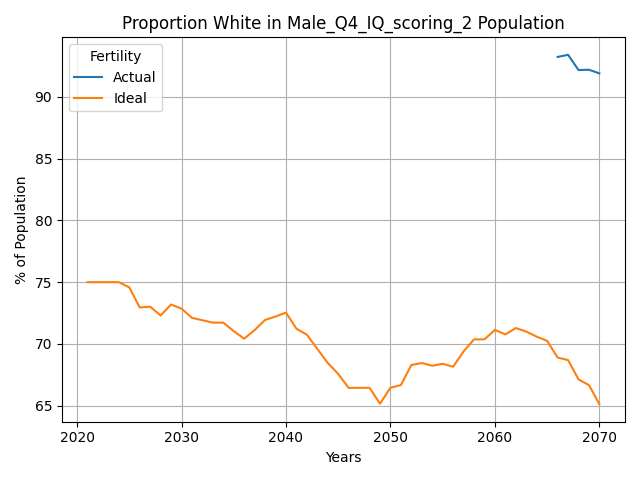 Proportion White in Male_Q4_IQ_scoring_2 Population
Fertility
Actual
Ideal
% of Population
90
85
80
75
70
65
2020
2030
2040
2050
2060
2070
Years